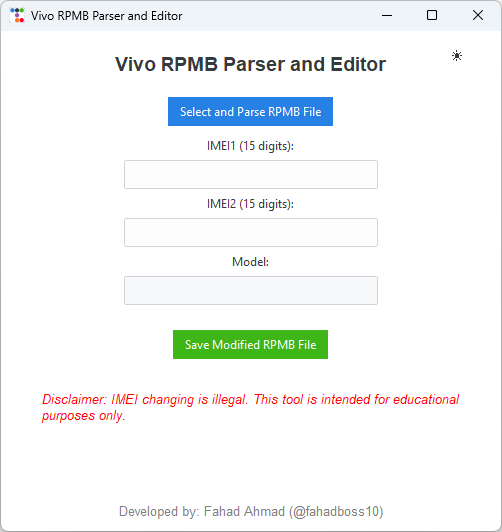 Vivo RPMB Parser and Editor
Vivo RPMB Parser and Editor
Select and Parse RPMB File
IMEI1 (15 digits):
IMEI2 (15 digits):
Model:
Save Modified RPMB File
Disclaimer: IMEI changing is illegal. This tool is intended for educational
purposes only.
Developed by: Fahad Ahmad (@fahadboss10)